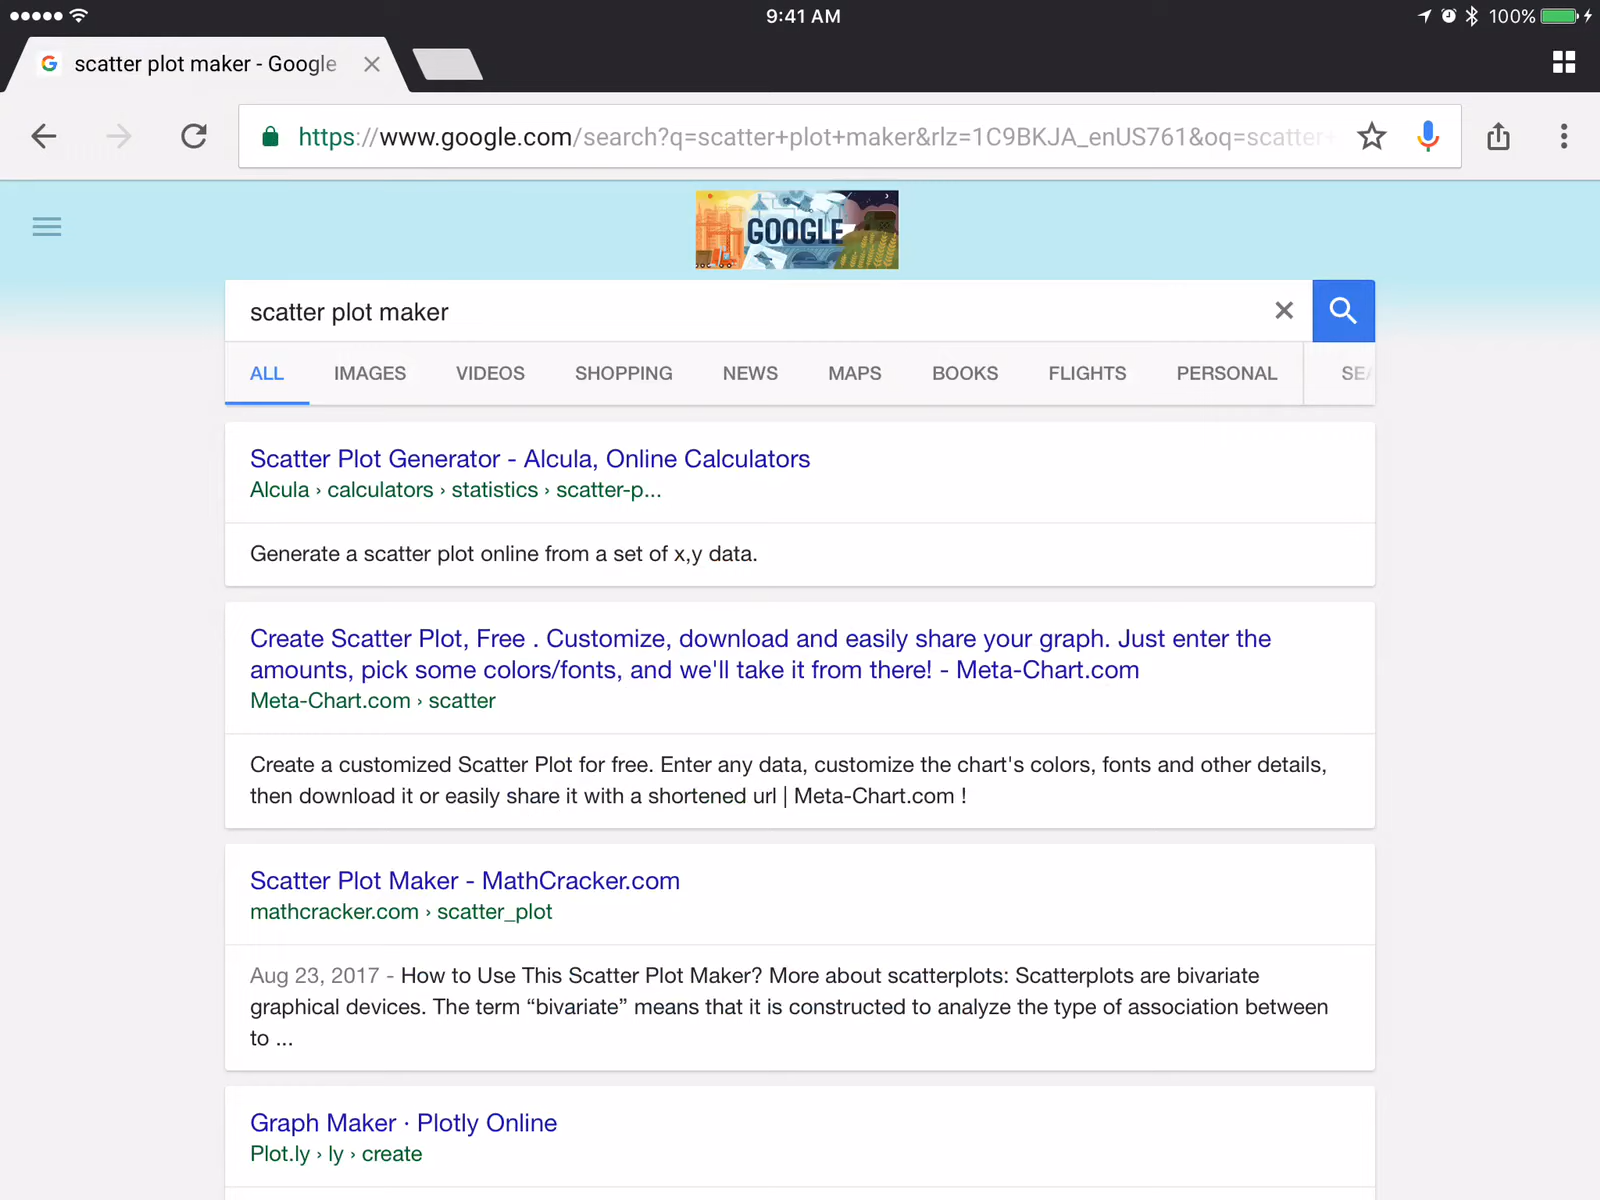 9:41 AM
100%
scatter plot maker - Google
https://www.google.com/search?q=scatter+plot+maker&rlz=1C9BKJA_enUS761&oq=scatter+
GOOGLE
scatter plot maker
ALL IMAGES VIDEOS SHOPPING NEWS MAPS BOOKS FLIGHTS PERSONAL SEA
Scatter Plot Generator - Alcula, Online Calculators
Alcula › calculators › statistics › scatter-p...
Generate a scatter plot online from a set of x,y data.
Create Scatter Plot, Free . Customize, download and easily share your graph. Just enter the
amounts, pick some colors/fonts, and we'll take it from there! - Meta-Chart.com
Meta-Chart.com › scatter
Create a customized Scatter Plot for free. Enter any data, customize the chart's colors, fonts and other details,
then download it or easily share it with a shortened url | Meta-Chart.com !
Scatter Plot Maker - MathCracker.com
mathcracker.com › scatter_plot
Aug 23, 2017 - How to Use This Scatter Plot Maker? More about scatterplots: Scatterplots are bivariate
graphical devices. The term “bivariate” means that it is constructed to analyze the type of association between
to ...
Graph Maker · Plotly Online
Plot.ly › ly › create